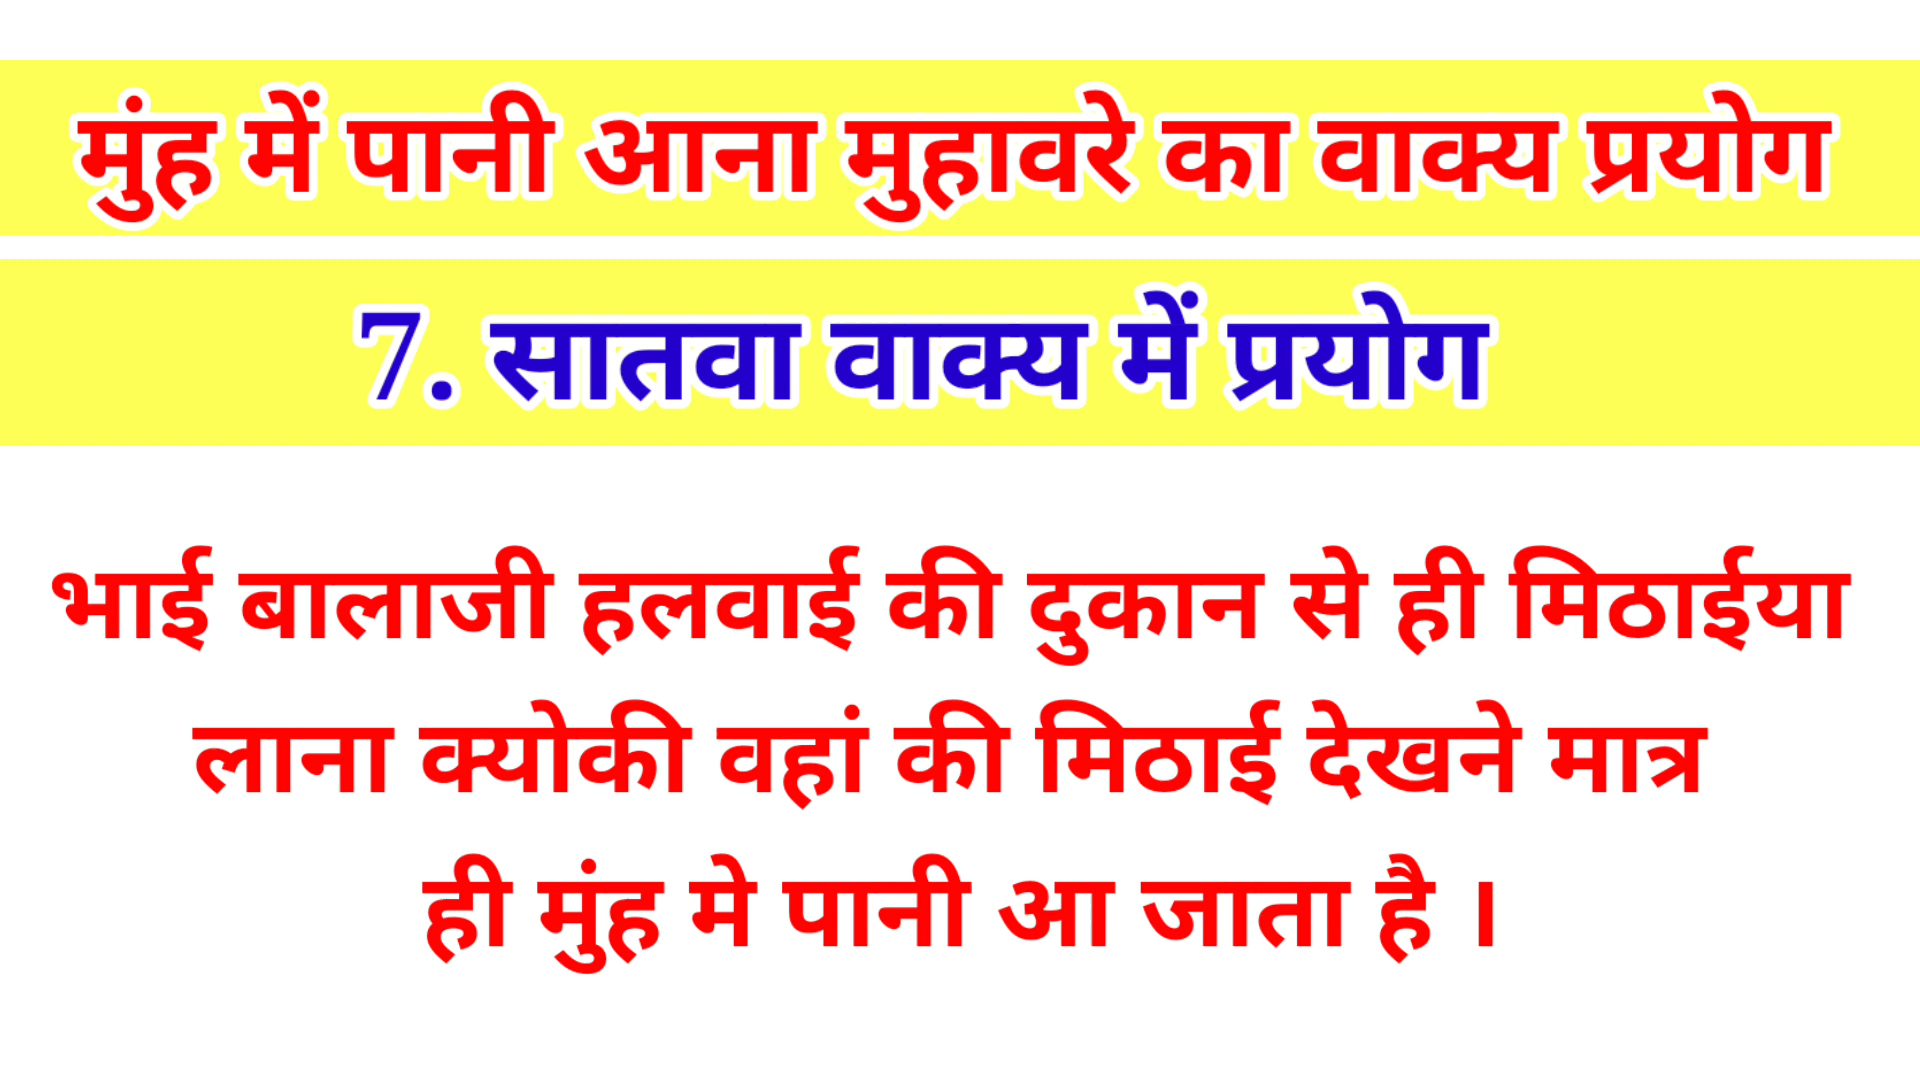 मुंह में पानी आना मुहावरे का वाक्य प्रयोग
7. सातवा वाक्य में प्रयोग
भाई बालाजी हलवाई की दुकान से ही मिठाईया
लाना क्योकी वहां की मिठाई देखने मात्र
ही मुंह मे पानी आ जाता है ।